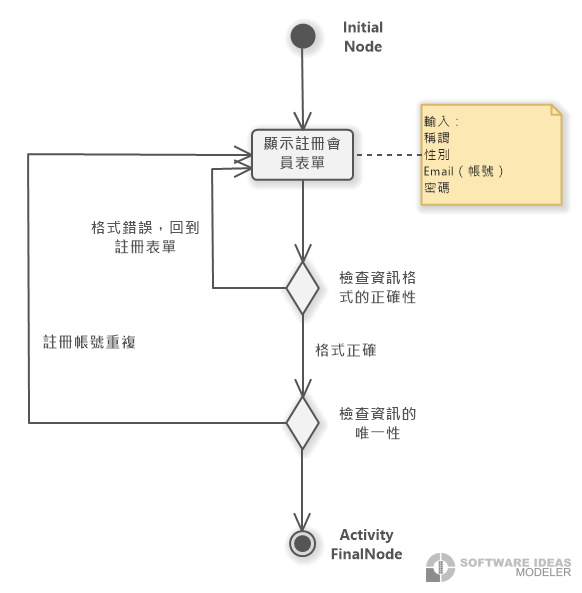 Initial
Node
顯示註冊會
員表單
輸入：
稱謂
性別
Email（帳號）
密碼
格式錯誤，回到
註冊表單
檢查資訊格
式的正確性
註冊帳號重複
格式正確
檢查資訊的
唯一性
Activity
FinalNode
SOFTWARE IDEAS
MODELER